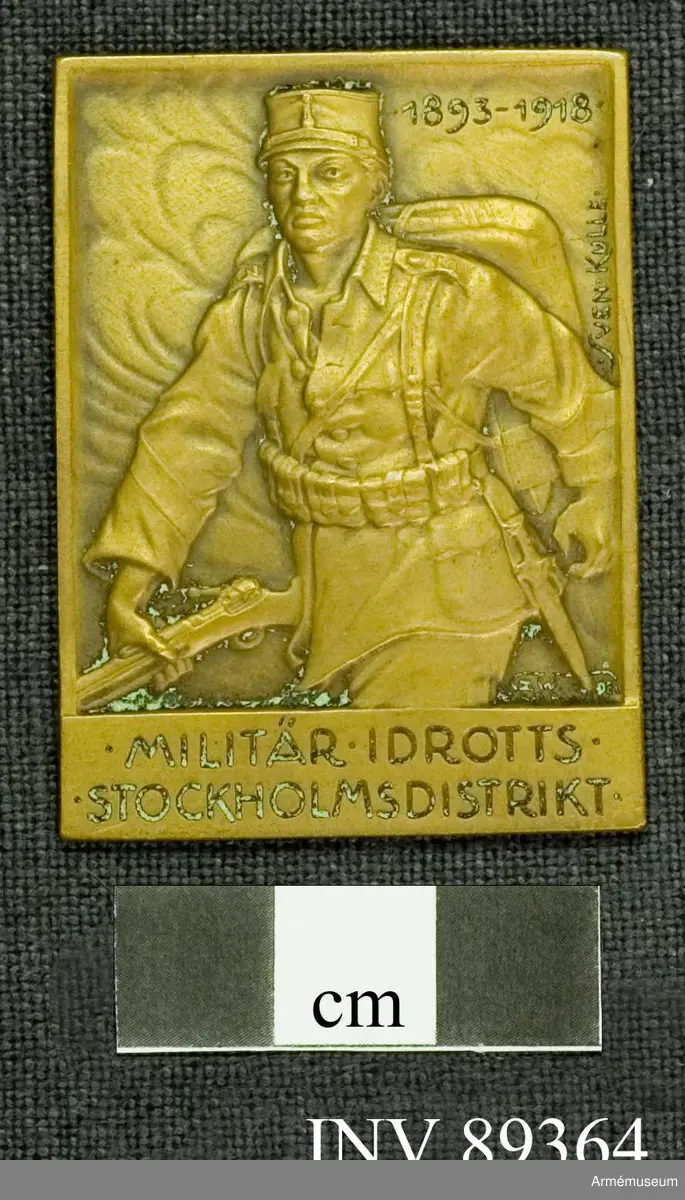 ·1893–1918·
SVEN·KULLE·
·MILITÄR·IDROTTS·
·STOCKHOLMSDISTRIKT·
cm
INV 89364
Armémuseum